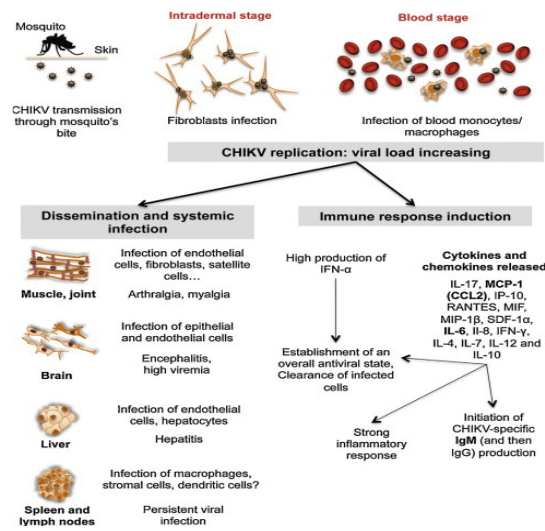 Mosquito
Skin
CHIKV transmission
through mosquito's
bite
Intradermal stage
Fibroblasts infection
Blood stage
Infection of blood monocytes/
macrophages
CHIKV replication: viral load increasing
Dissemination and systemic
infection
Infection of endothelial
cells, fibroblasts, satellite
cells…
Muscle, joint
Arthralgia, myalgia
Infection of epithelial
and endothelial cells
Brain
Encephalitis,
high viremia
Infection of endothelial
cells, hepatocytes
Liver
Hepatitis
Infection of macrophages,
stromal cells, dendritic cells?
Spleen and
lymph nodes
Persistent viral
infection
Immune response induction
High production of
IFN-α
Cytokines and
chemokines released
IL-17, MCP-1
(CCL2), IP-10,
RANTES, MIF,
MIP-1β, SDF-1α,
IL-6, Il-8, IFN-γ,
IL-4, IL-7, IL-12 and
IL-10
Establishment of an
overall antiviral state,
Clearance of infected
cells
Strong
inflammatory
response
Initiation of
CHIKV-specific
IgM (and then
IgG) production